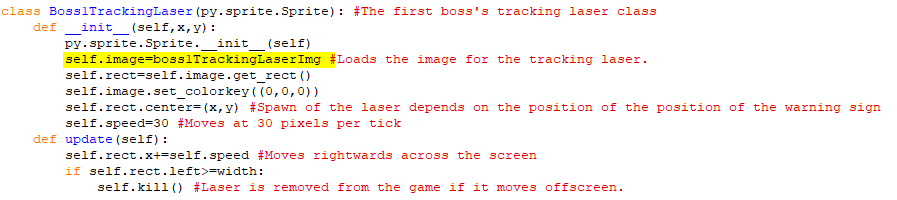 class Boss1TrackingLaser(py.sprite.Sprite): #The first boss's tracking laser class
    def __init__(self,x,y):
        py.sprite.Sprite.__init__(self)
        self.image=boss1TrackingLaserImg #Loads the image for the tracking laser.
        self.rect=self.image.get_rect()
        self.image.set_colorkey((0,0,0))
        self.rect.center=(x,y) #Spawn of the laser depends on the position of the position of the warning sign
        self.speed=30 #Moves at 30 pixels per tick
    def update(self):
        self.rect.x+=self.speed #Moves rightwards across the screen
        if self.rect.left>=width:
            self.kill() #Laser is removed from the game if it moves offscreen.